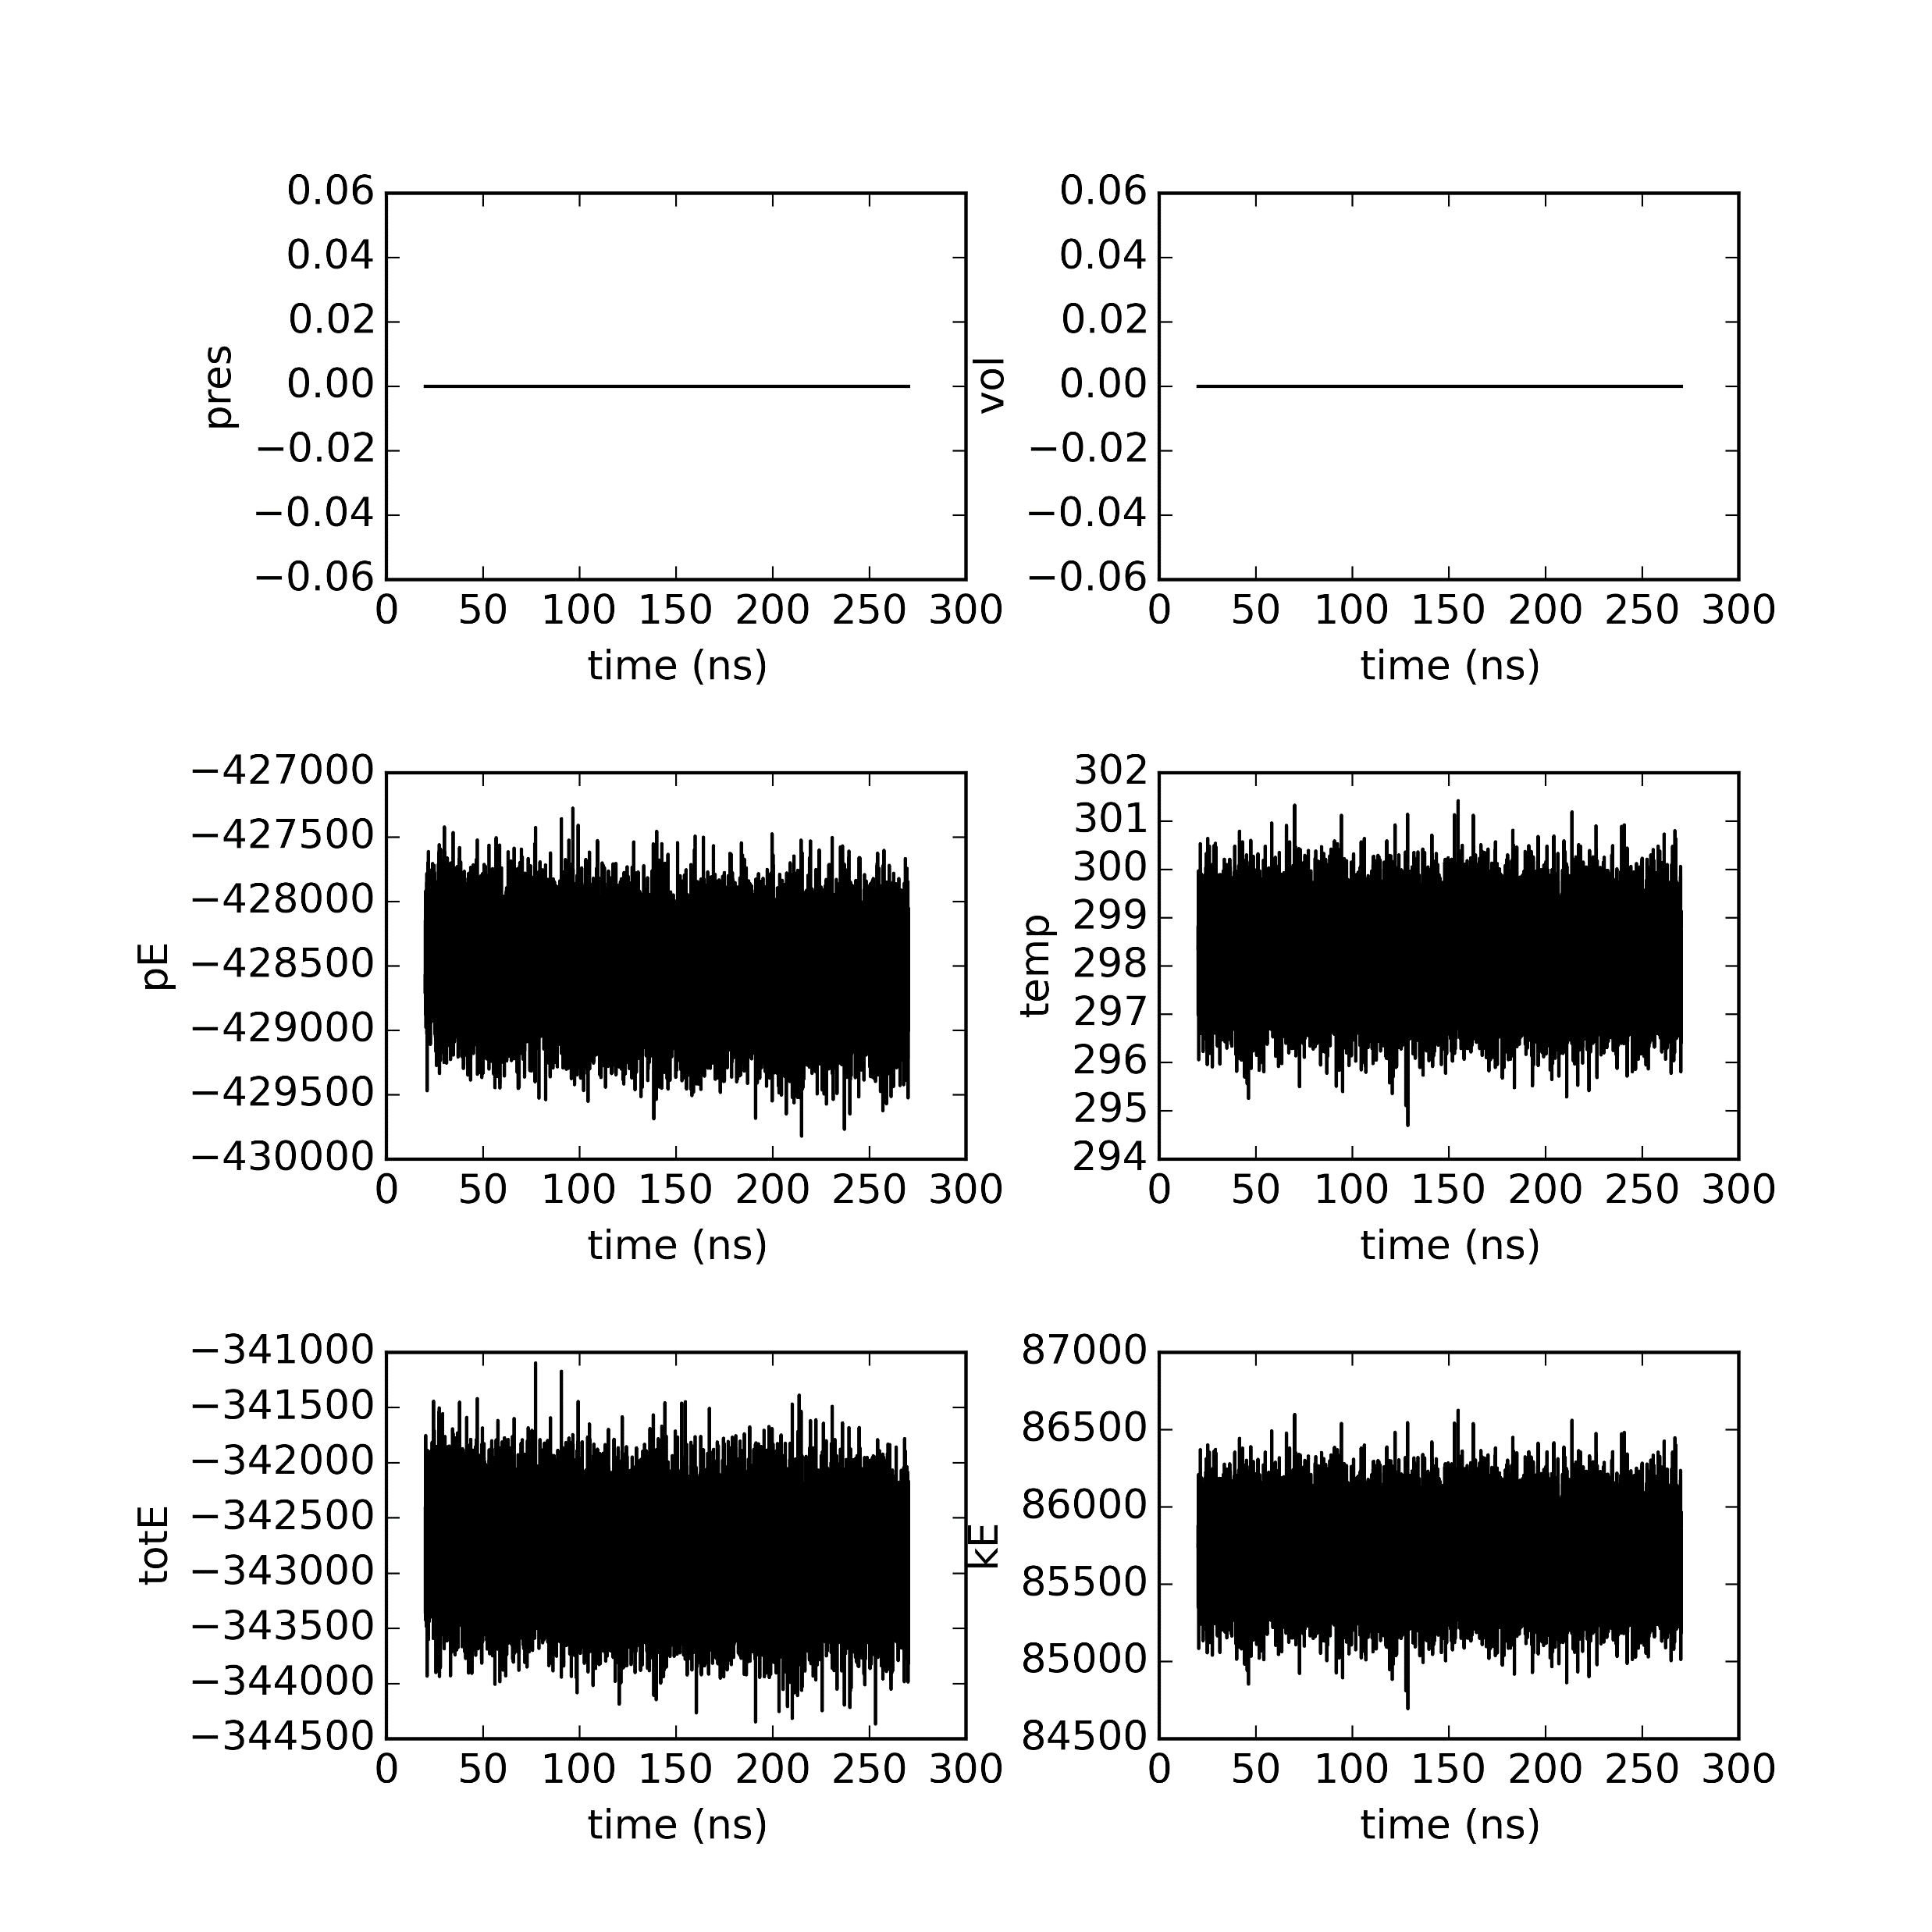 0.06
0.04
0.02
0.00
−0.02
−0.04
−0.06
pres
0 50 100 150 200 250 300
time (ns)
0.06
0.04
0.02
0.00
−0.02
−0.04
−0.06
vol
0 50 100 150 200 250 300
time (ns)
−427000
−427500
−428000
−428500
−429000
−429500
−430000
pE
0 50 100 150 200 250 300
time (ns)
302
301
300
299
298
297
296
295
294
temp
0 50 100 150 200 250 300
time (ns)
−341000
−341500
−342000
−342500
−343000
−343500
−344000
−344500
totE
0 50 100 150 200 250 300
time (ns)
87000
86500
86000
85500
85000
84500
kE
0 50 100 150 200 250 300
time (ns)